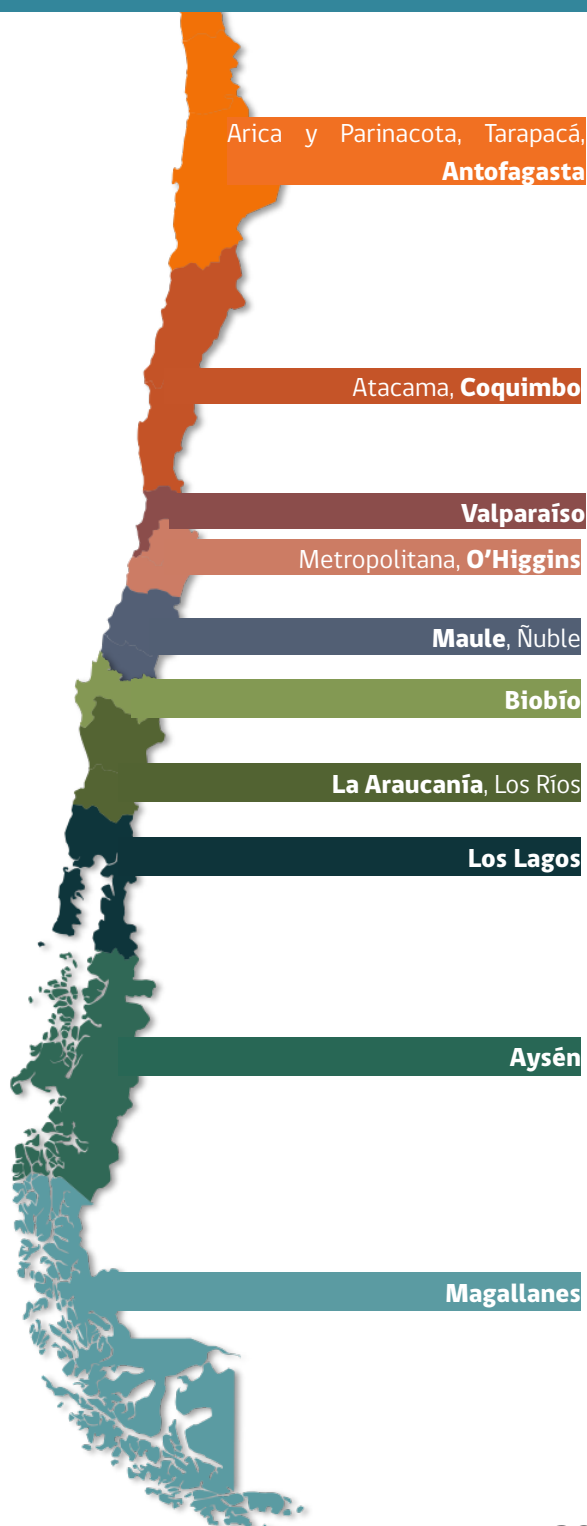 Arica y Parinacota, Tarapacá,
Antofagasta
Atacama, Coquimbo
Valparaíso
Metropolitana, O’Higgins
Maule, Ñuble
Biobío
La Araucanía, Los Ríos
Los Lagos
Aysén
Magallanes